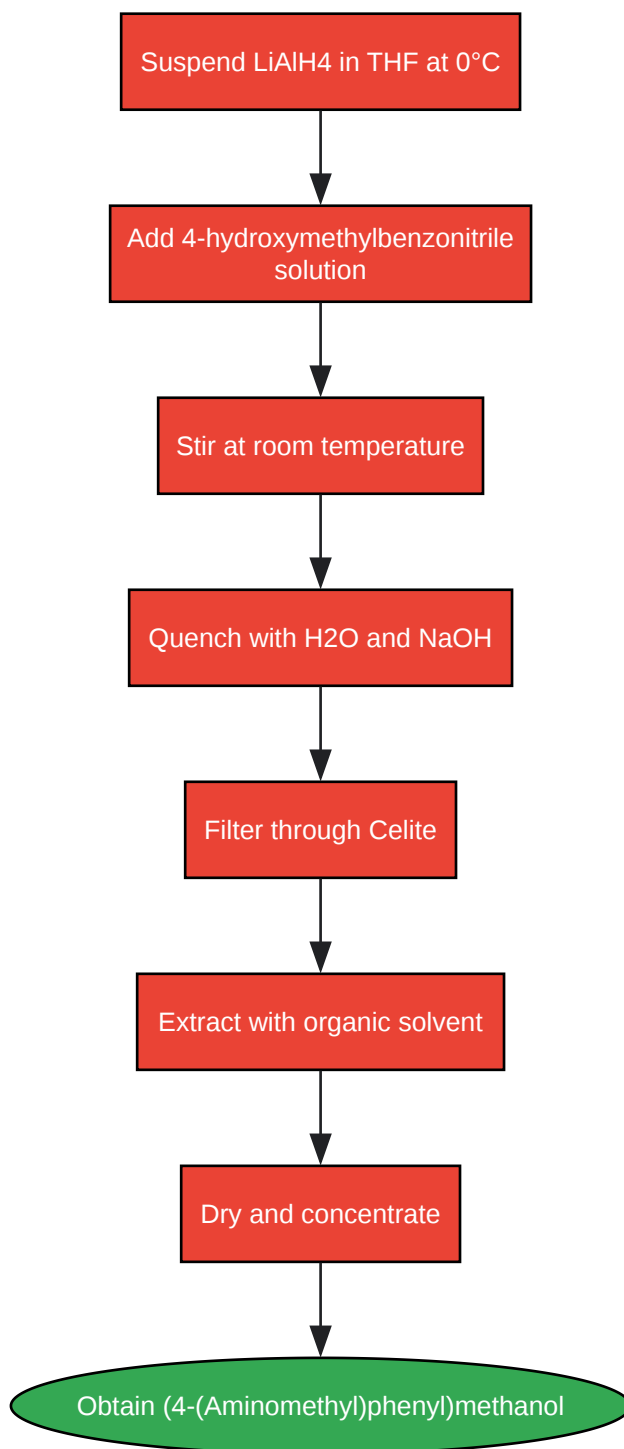 Suspend LiAlH4 in THF at 0°C
Add 4-hydroxymethylbenzonitrile
solution
Stir at room temperature
Quench with H2O and NaOH
Filter through Celite
Extract with organic solvent
Dry and concentrate
Obtain (4-(Aminomethyl)phenyl)methanol